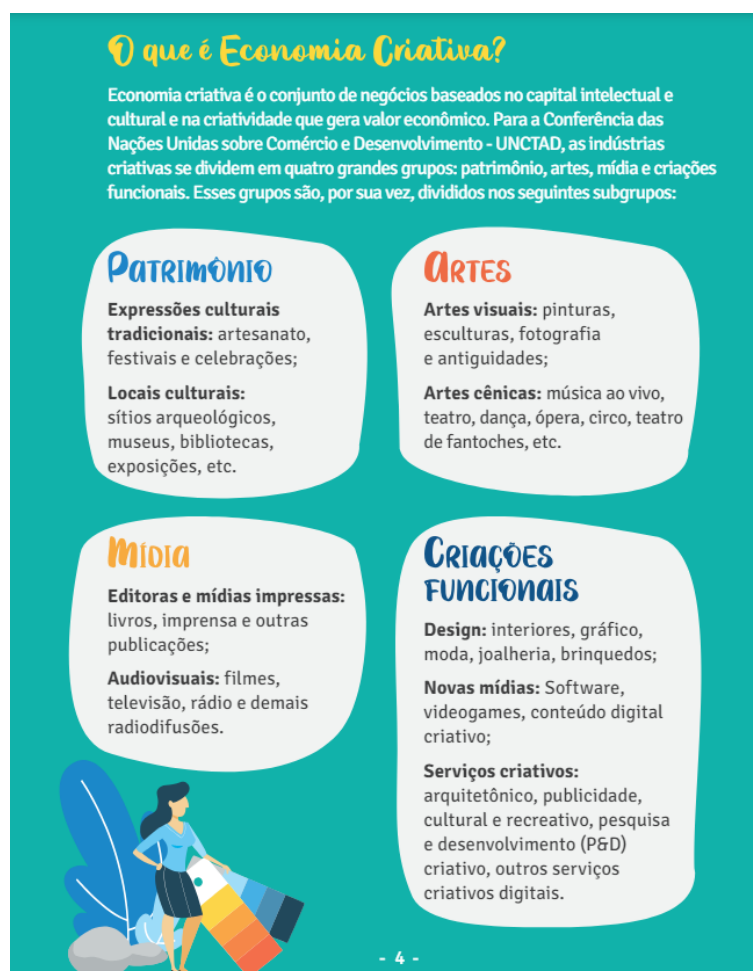 O que é Economia Criativa?
Economia criativa é o conjunto de negócios baseados no capital intelectual e
cultural e na criatividade que gera valor econômico. Para a Conferência das
Nações Unidas sobre Comércio e Desenvolvimento - UNCTAD, as indústrias
criativas se dividem em quatro grandes grupos: patrimônio, artes, mídia e criações
funcionais. Esses grupos são, por sua vez, divididos nos seguintes subgrupos:
Patrimônio
Expressões culturais
tradicionais: artesanato,
festivais e celebrações;
Locais culturais:
sítios arqueológicos,
museus, bibliotecas,
exposições, etc.
Artes
Artes visuais: pinturas,
esculturas, fotografia
e antiguidades;
Artes cênicas: música ao vivo,
teatro, dança, ópera, circo, teatro
de fantoches, etc.
Mídia
Editoras e mídias impressas:
livros, imprensa e outras
publicações;
Audiovisuais: filmes,
televisão, rádio e demais
radiodifusões.
Criações
funcionais
Design: interiores, gráfico,
moda, joalheria, brinquedos;
Novas mídias: Software,
videogames, conteúdo digital
criativo;
Serviços criativos:
arquitetônico, publicidade,
cultural e recreativo, pesquisa
e desenvolvimento (P&D)
criativo, outros serviços
criativos digitais.
- 4 -